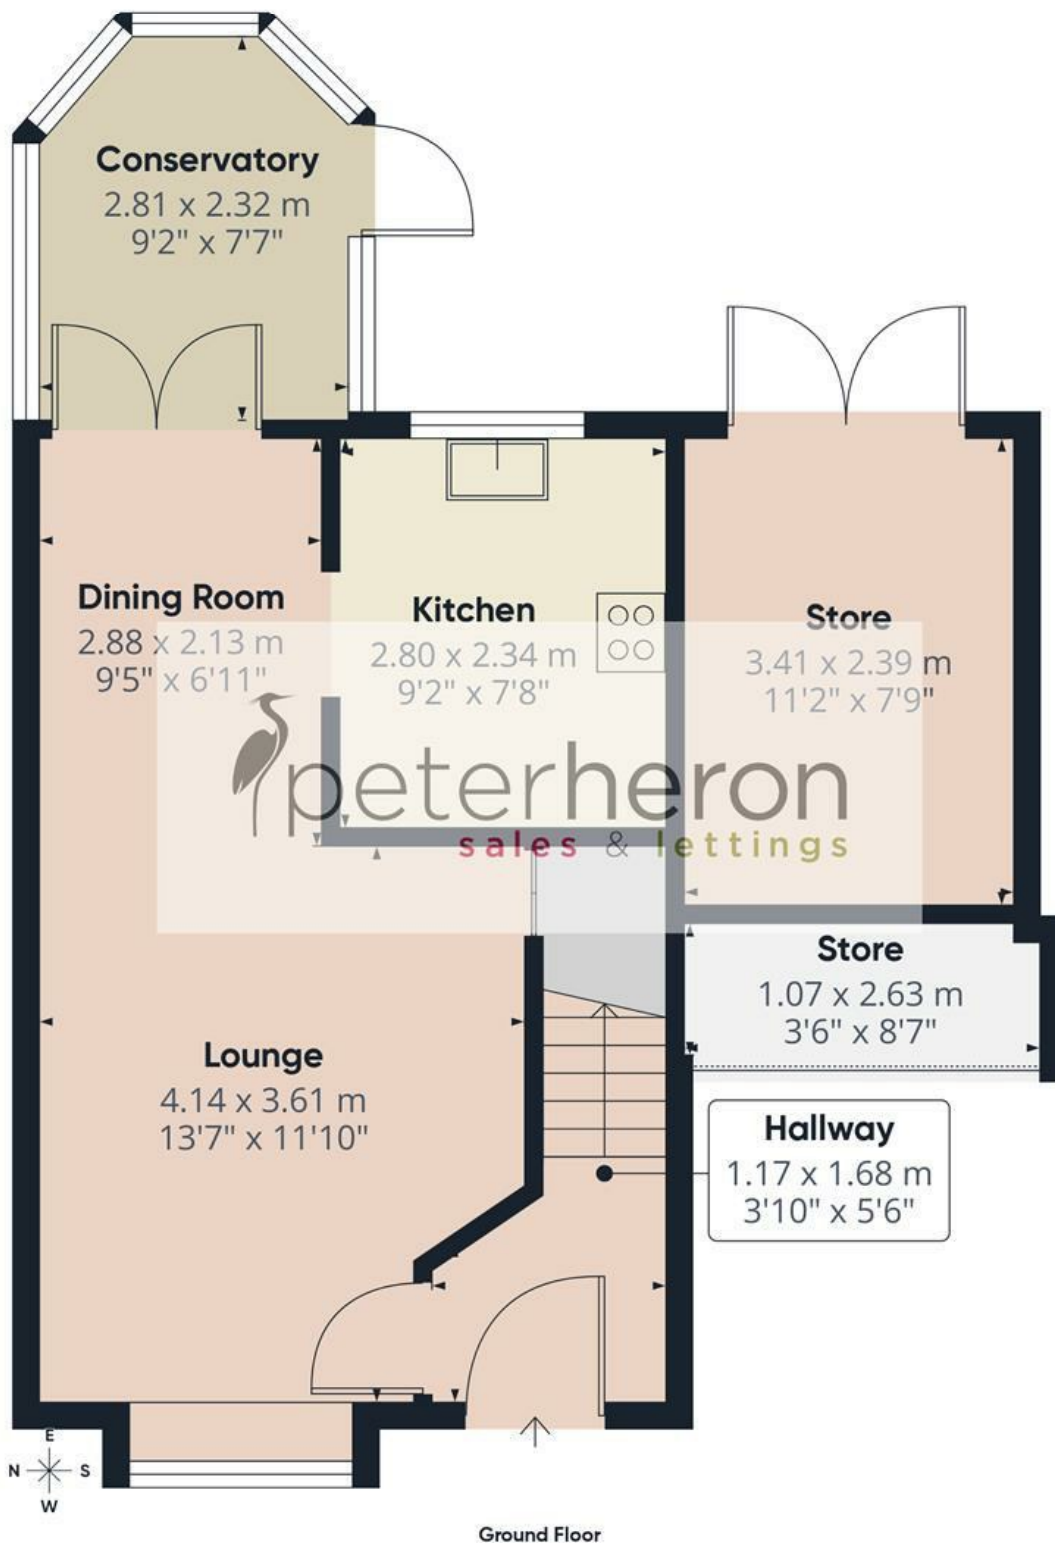 Conservatory
2.81 x 2.32 m
9'2" x 7'7"
Dining Room
2.88 x 2.13 m
9'5" x 6'11"
Kitchen
2.80 x 2.34 m
9'2" x 7'8"
Store
3.41 x 2.39 m
11'2" x 7'9"
peterheron
sales & lettings
Store
1.07 x 2.63 m
3'6" x 8'7"
Lounge
4.14 x 3.61 m
13'7" x 11'10"
Hallway
1.17 x 1.68 m
3'10" x 5'6"
E
N S
W
Ground Floor